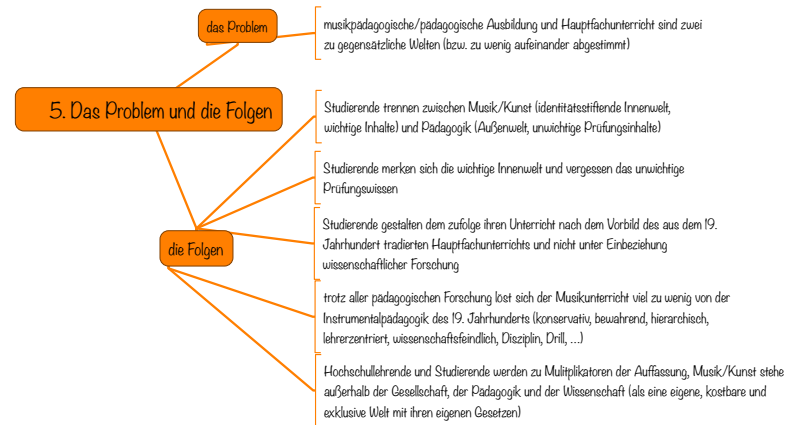 das Problem
musikpädagogische/pädagogische Ausbildung und Hauptfachunterricht sind zwei
zu gegensätzliche Welten (bzw. zu wenig aufeinander abgestimmt)
5. Das Problem und die Folgen
Studierende trennen zwischen Musik/Kunst (identitätsstiftende Innenwelt,
wichtige Inhalte) und Pädagogik (Außenwelt, unwichtige Prüfungsinhalte)
Studierende merken sich die wichtige Innenwelt und vergessen das unwichtige
Prüfungswissen
die Folgen
Studierende gestalten dem zufolge ihren Unterricht nach dem Vorbild des aus dem 19.
Jahrhundert tradierten Hauptfachunterrichts und nicht unter Einbeziehung
wissenschaftlicher Forschung
trotz aller pädagogischen Forschung löst sich der Musikunterricht viel zu wenig von der
Instrumentalpädagogik des 19. Jahrhunderts (konservativ, bewahrend, hierarchisch,
lehrerzentriert, wissenschaftsfeindlich, Disziplin, Drill, ...)
Hochschullehrende und Studierende werden zu Mulitplikatoren der Auffassung, Musik/Kunst stehe
außerhalb der Gesellschaft, der Pädagogik und der Wissenschaft (als eine eigene, kostbare und
exklusive Welt mit ihren eigenen Gesetzen)